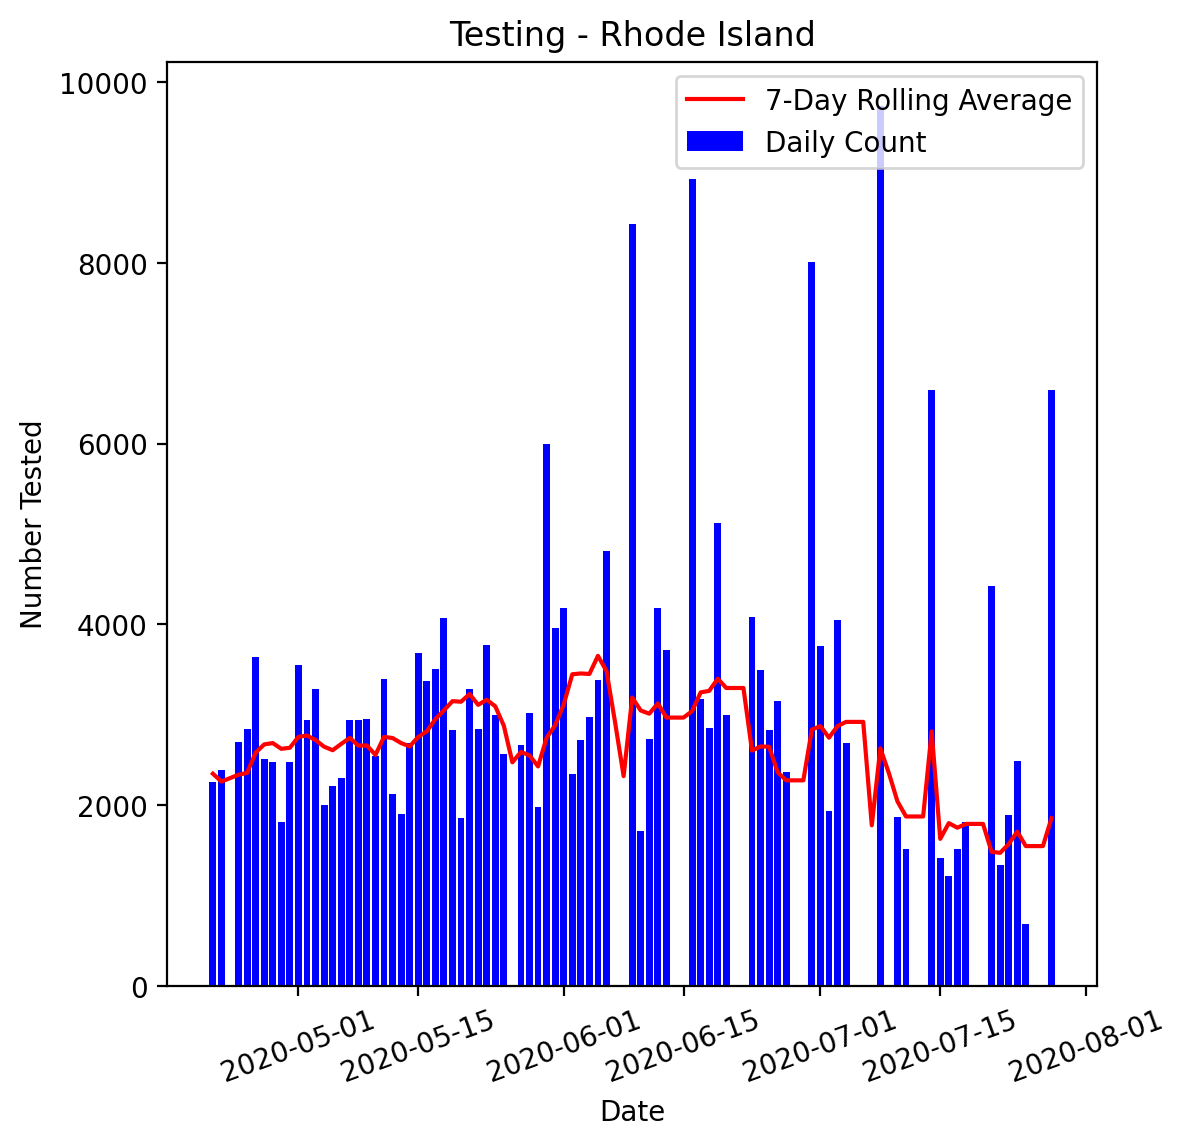 Testing - Rhode Island
7-Day Rolling Average
Daily Count
10000
8000
6000
4000
2000
0
Number Tested
2020-05-01
2020-05-15
2020-06-01
2020-06-15
2020-07-01
2020-07-15
2020-08-01
Date